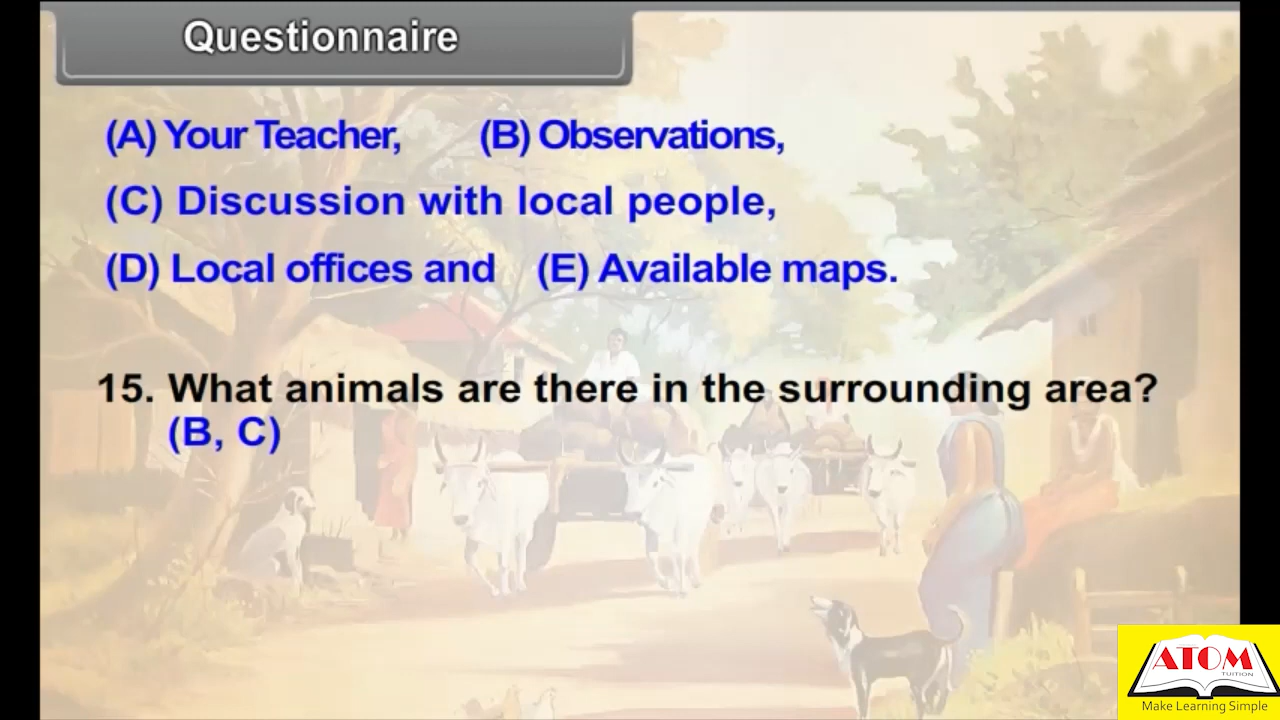 Questionnaire
(A) Your Teacher, (B) Observations,
(C) Discussion with local people,
(D) Local offices and (E) Available maps.
15. What animals are there in the surrounding area?
(B, C)
ATOM
TUITION
Make Learning Simple